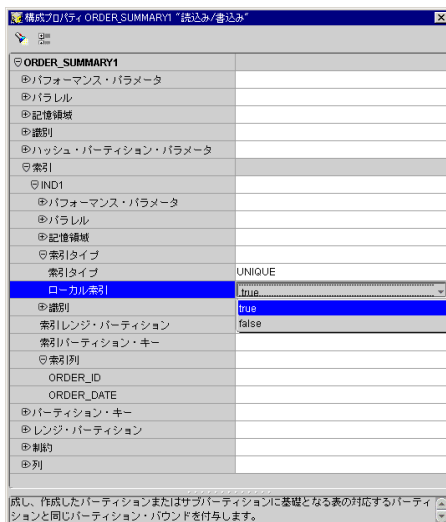 構成プロパティ ORDER_SUMMARY1 "読込み/書込み"
ORDER_SUMMARY1
パフォーマンス・パラメータ
パラレル
記憶領域
識別
ハッシュ・パーティション・パラメータ
索引
IND1
パフォーマンス・パラメータ
パラレル
記憶領域
索引タイプ
索引タイプ UNIQUE
ローカル索引 true
true
識別
false
索引レンジ・パーティション
索引パーティション・キー
索引列
ORDER_ID
ORDER_DATE
パーティション・キー
レンジ・パーティション
制約
列
成し、作成したパーティションまたはサブパーティションに基礎となる表の対応するパーティ
ションと同じパーティション・バウンドを付与します。